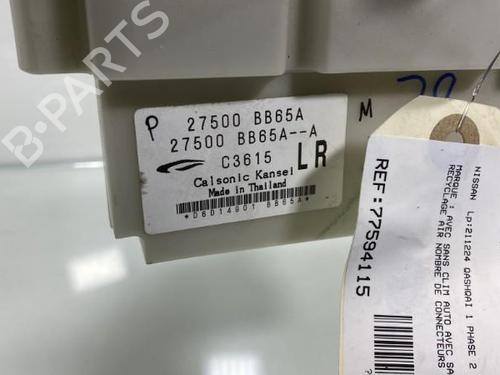 P
27500 BB65A
27500 BB65A--A
C3615 LR
Calsonic Kansei
Made in Thailand
*D6D14901 BB65A*
M
NISSAN Lp:211224 QASHQAI 1 PHASE 2
MARQUE : AVEC SANS CLIM AUTO AVEC SA
RECYCLAGE AIR NOMBRE DE CONNECTEURS
REF:77594115
B-PARTS